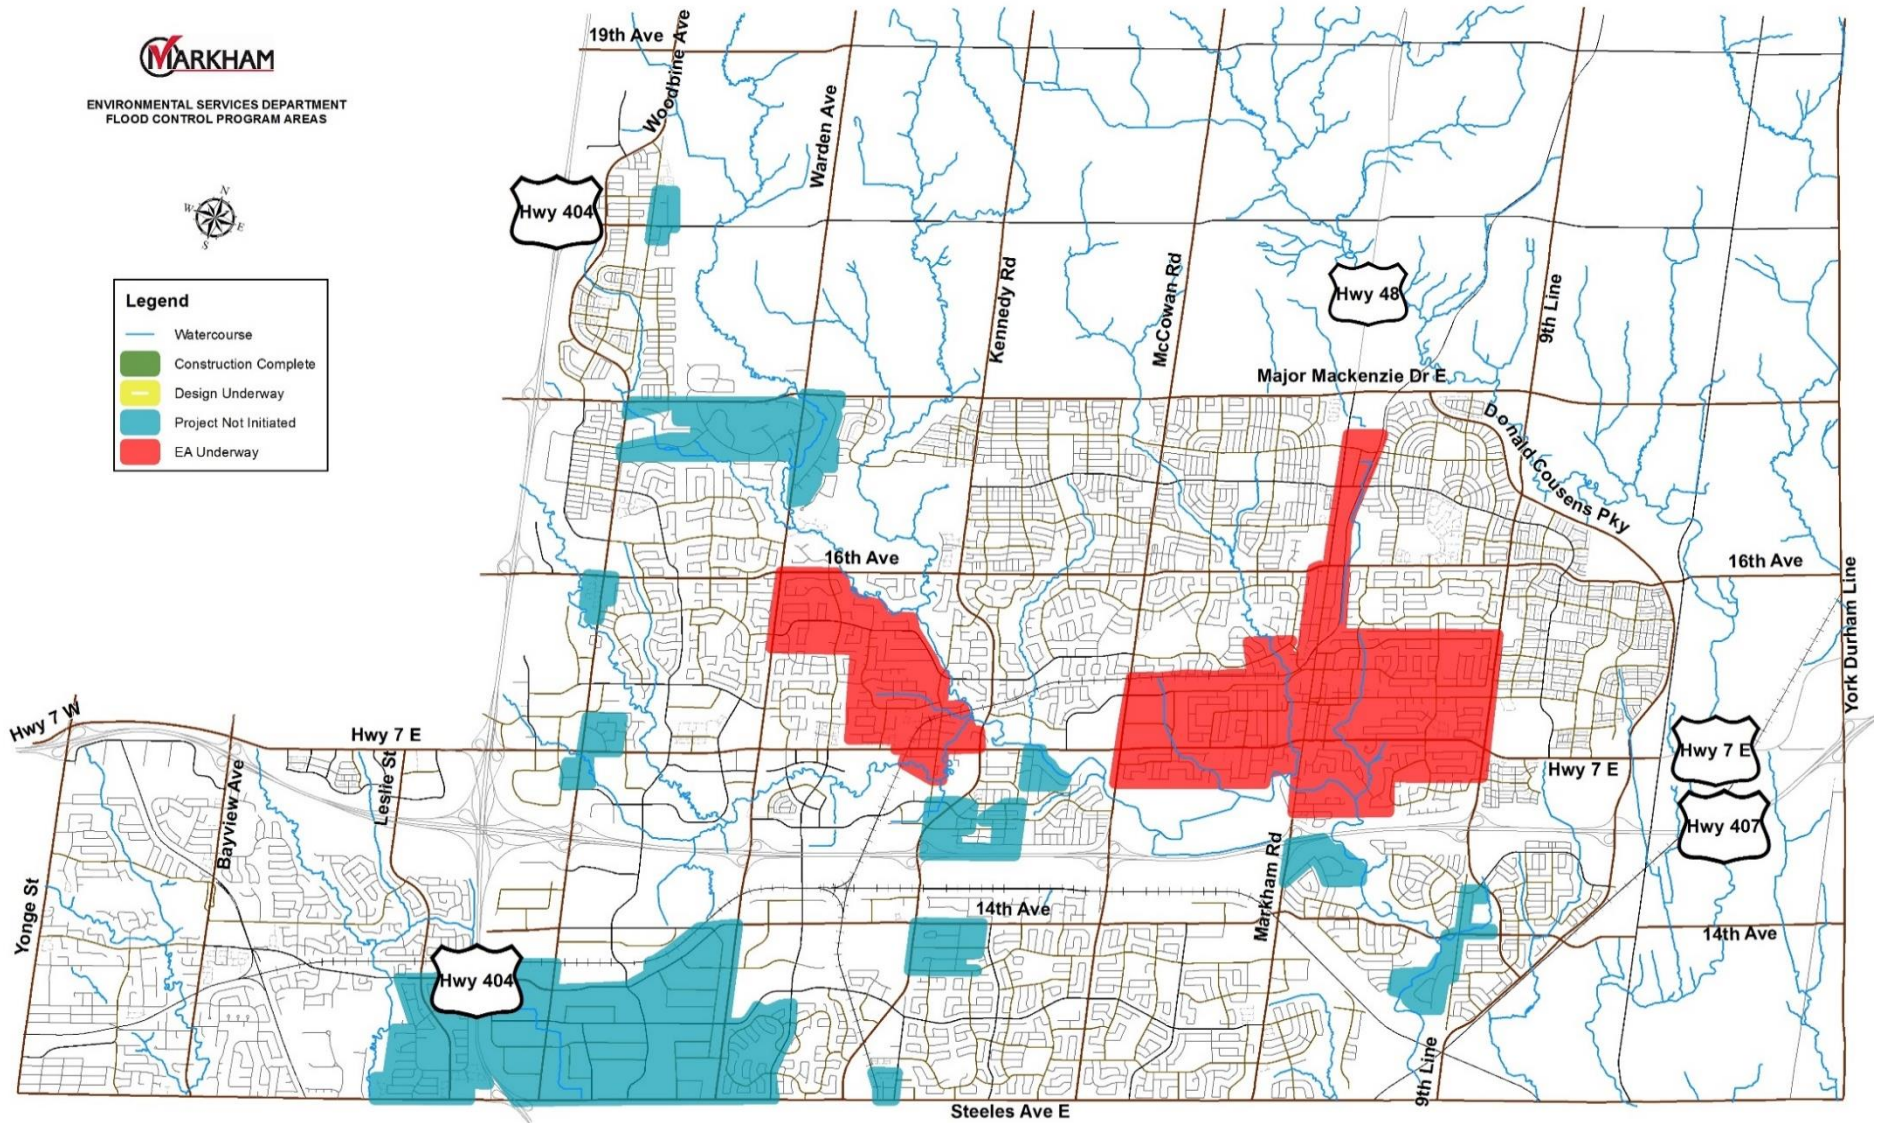 MARKHAM
ENVIRONMENTAL SERVICES DEPARTMENT
FLOOD CONTROL PROGRAM AREAS
N
W
E
S
Legend
Watercourse
Construction Complete
Design Underway
Project Not Initiated
EA Underway
19th Ave
Woodbine Ave
Warden Ave
Hwy 404
Kennedy Rd
McCowan Rd
Hwy 48
9th Line
Major Mackenzie Dr E
Donald Cousens Pky
16th Ave
16th Ave
York Durham Line
Hwy 7 W
Hwy 7 E
Hwy 7 E
Hwy 7 E
Hwy 407
Bayview Ave
Leslie St
Yonge St
Markham Rd
14th Ave
14th Ave
Hwy 404
9th Line
Steeles Ave E